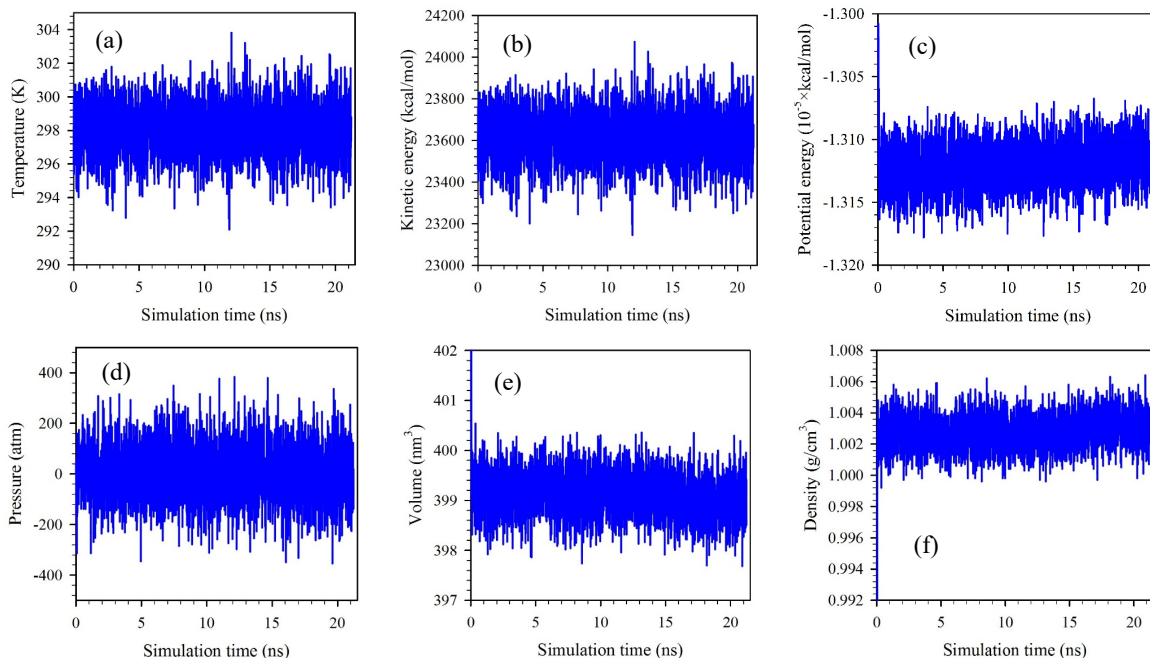 (a)
Temperature (K)
304
302
300
298
296
294
292
290
0 5 10 15 20
Simulation time (ns)
(b)
Kinetic energy (kcal/mol)
24200
24000
23800
23600
23400
23200
23000
0 5 10 15 20
Simulation time (ns)
(c)
Potential energy (10⁻⁵×kcal/mol)
-1.300
-1.305
-1.310
-1.315
-1.320
0 5 10 15 20
Simulation time (ns)
(d)
Pressure (atm)
400
200
0
-200
-400
0 5 10 15 20
Simulation time (ns)
(e)
Volume (nm³)
402
401
400
399
398
397
0 5 10 15 20
Simulation time (ns)
(f)
Density (g/cm³)
1.008
1.006
1.004
1.002
1.000
0.998
0.996
0.994
0.992
0 5 10 15 20
Simulation time (ns)